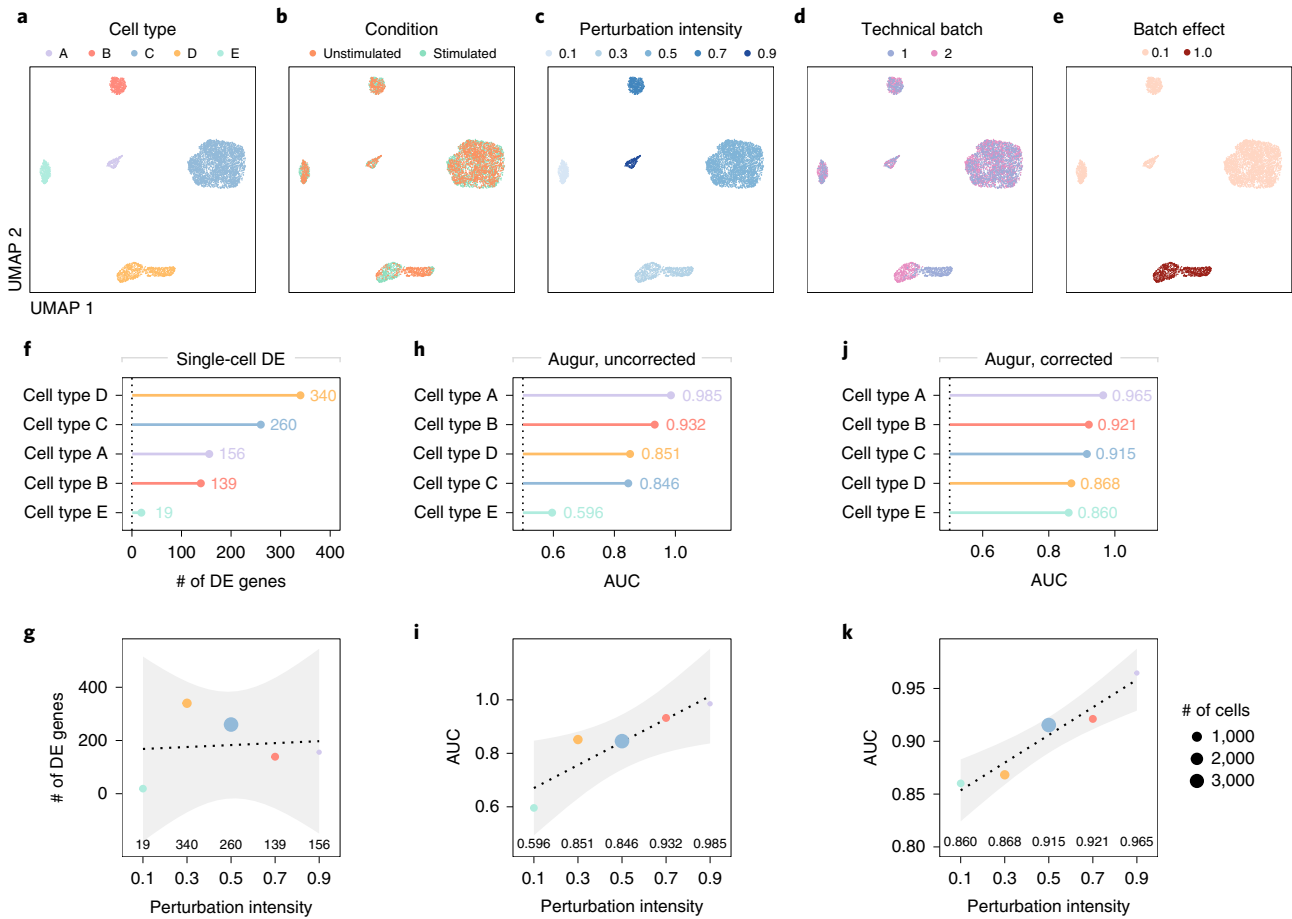 a Cell type
A B C D E
b Condition
Unstimulated Stimulated
c Perturbation intensity
0.1 0.3 0.5 0.7 0.9
d Technical batch
1 2
e Batch effect
0.1 1.0
UMAP 2
UMAP 1
f Single-cell DE
Cell type D 340
Cell type C 260
Cell type A 156
Cell type B 139
Cell type E 19
0 100 200 300 400
# of DE genes
h Augur, uncorrected
Cell type A 0.985
Cell type B 0.932
Cell type D 0.851
Cell type C 0.846
Cell type E 0.596
0.6 0.8 1.0
AUC
j Augur, corrected
Cell type A 0.965
Cell type B 0.921
Cell type C 0.915
Cell type D 0.868
Cell type E 0.860
0.6 0.8 1.0
AUC
g
# of DE genes
400
200
0
19 340 260 139 156
0.1 0.3 0.5 0.7 0.9
Perturbation intensity
i
AUC
1.0
0.8
0.6
0.596 0.851 0.846 0.932 0.985
0.1 0.3 0.5 0.7 0.9
Perturbation intensity
k
AUC
0.95
0.90
0.85
0.80
0.860 0.868 0.915 0.921 0.965
0.1 0.3 0.5 0.7 0.9
Perturbation intensity
# of cells
1,000
2,000
3,000